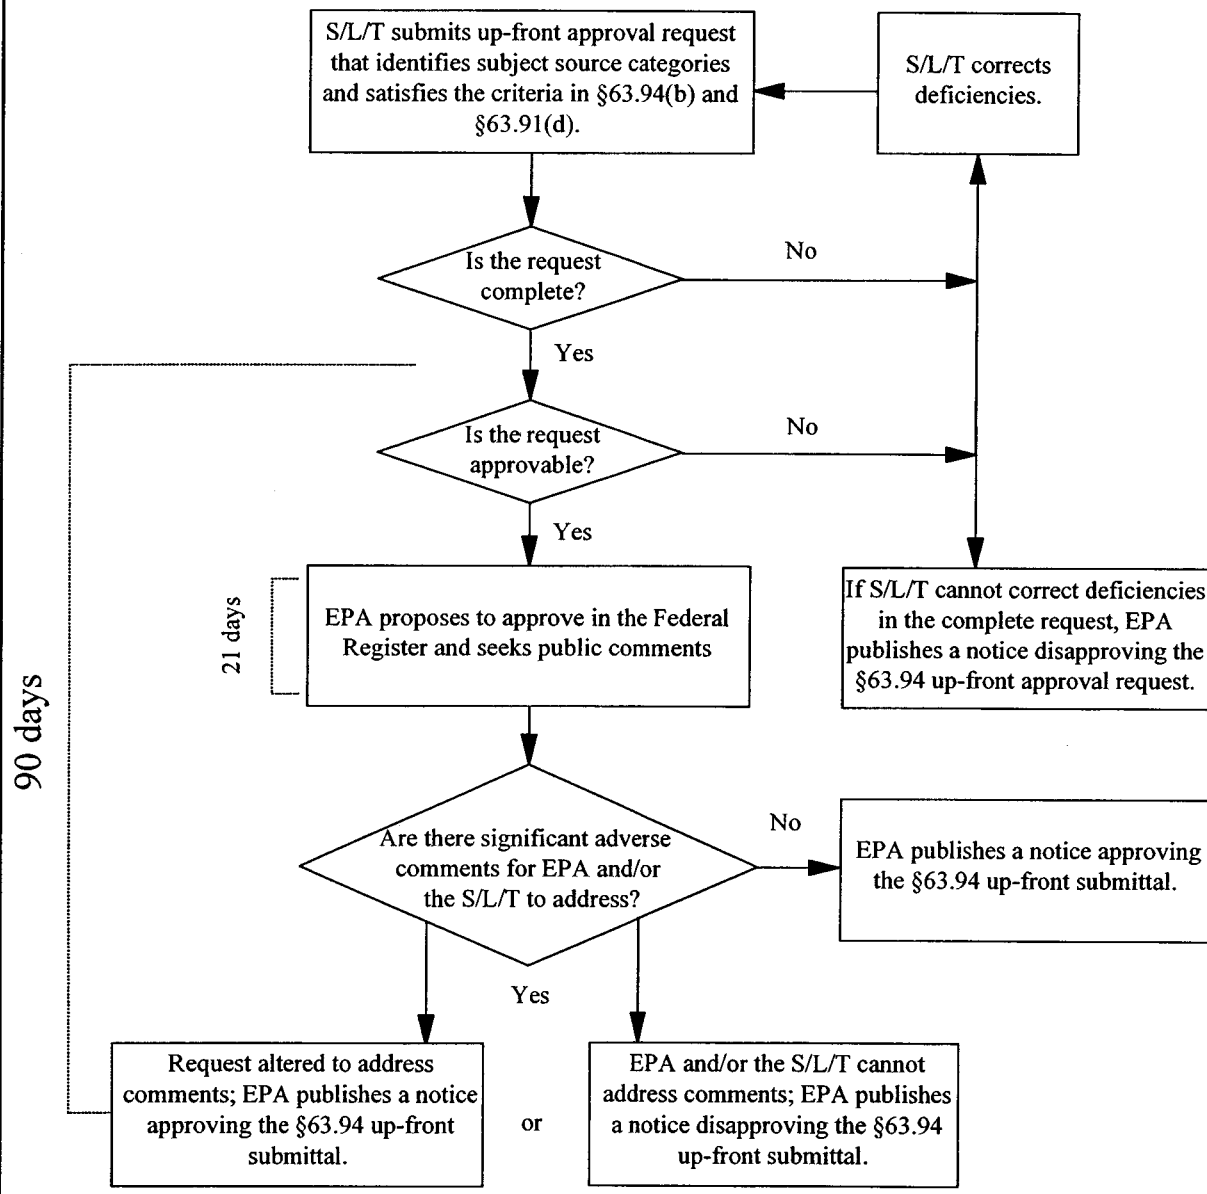 S/L/T submits up-front approval request
that identifies subject source categories
and satisfies the criteria in §63.94(b) and
§63.91(d).
S/L/T corrects
deficiencies.
Is the request
complete?
No
Yes
Is the request
approvable?
No
Yes
21 days
EPA proposes to approve in the Federal
Register and seeks public comments
If S/L/T cannot correct deficiencies
in the complete request, EPA
publishes a notice disapproving the
§63.94 up-front approval request.
90 days
Are there significant adverse
comments for EPA and/or
the S/L/T to address?
No
EPA publishes a notice approving
the §63.94 up-front submittal.
Yes
Request altered to address
comments; EPA publishes a notice
approving the §63.94 up-front
submittal.
or
EPA and/or the S/L/T cannot
address comments; EPA publishes
a notice disapproving the §63.94
up-front submittal.